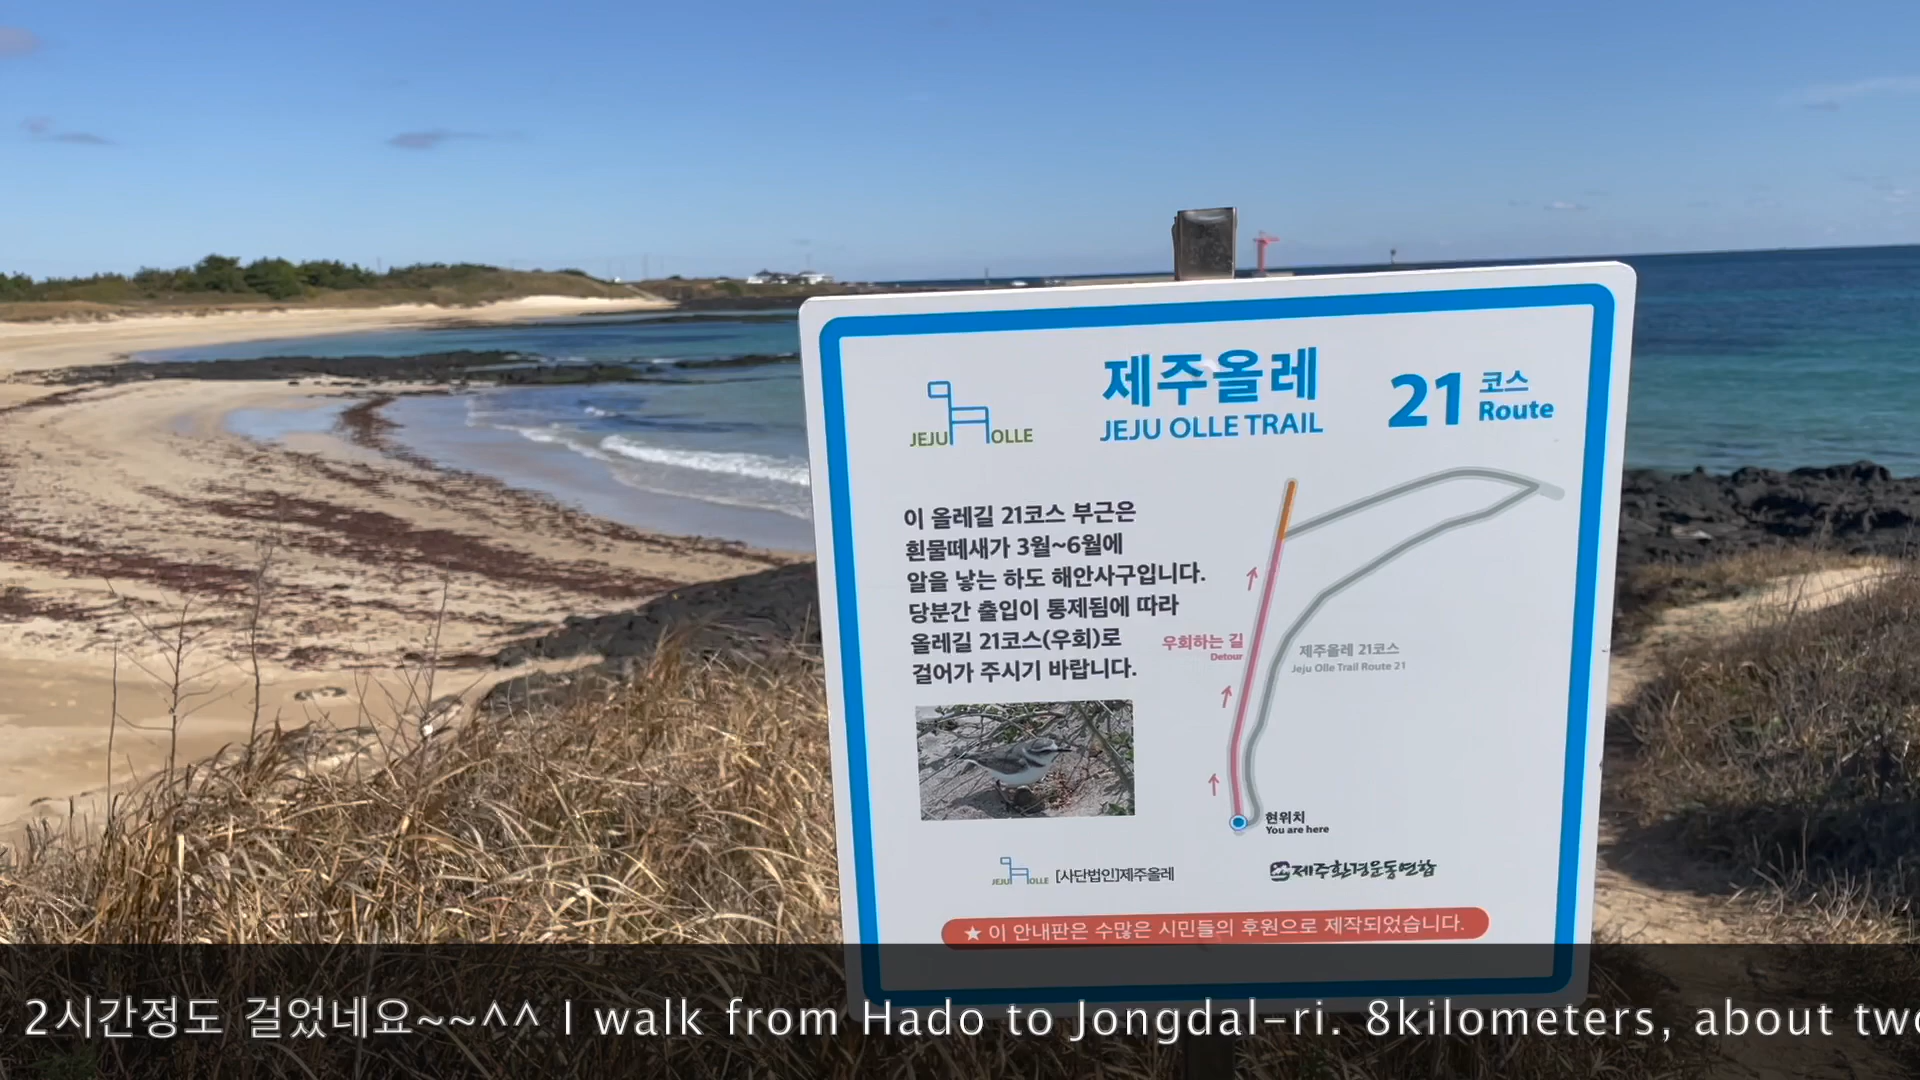 제주올레
JEJU OLLE TRAIL
21 코스
Route
JEJU OLLE
이 올레길 21코스 부근은
흰물떼새가 3월~6월에
알을 낳는 하도 해안사구입니다.
당분간 출입이 통제됨에 따라
올레길 21코스(우회)로
걸어가 주시기 바랍니다.
우회하는 길
Detour
제주올레 21코스
Jeju Olle Trail Route 21
현위치
You are here
JEJU OLLE [사단법인]제주올레
제주환경운동연합
★ 이 안내판은 수많은 시민들의 후원으로 제작되었습니다.
2시간정도 걸었네요~~^^ I walk from Hado to Jongdal-ri. 8kilometers, about two